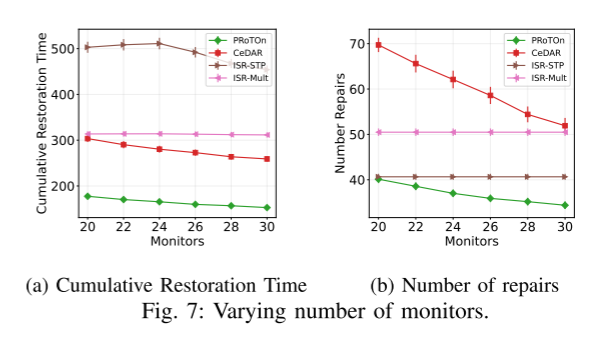 Cumulative Restoration Time
500
400
300
200
20 22 24 26 28 30
Monitors
PRoTOn
CeDAR
ISR-STP
ISR-Mult
Number Repairs
70
60
50
40
20 22 24 26 28 30
Monitors
PRoTOn
CeDAR
ISR-STP
ISR-Mult
(a) Cumulative Restoration Time
(b) Number of repairs
Fig. 7: Varying number of monitors.